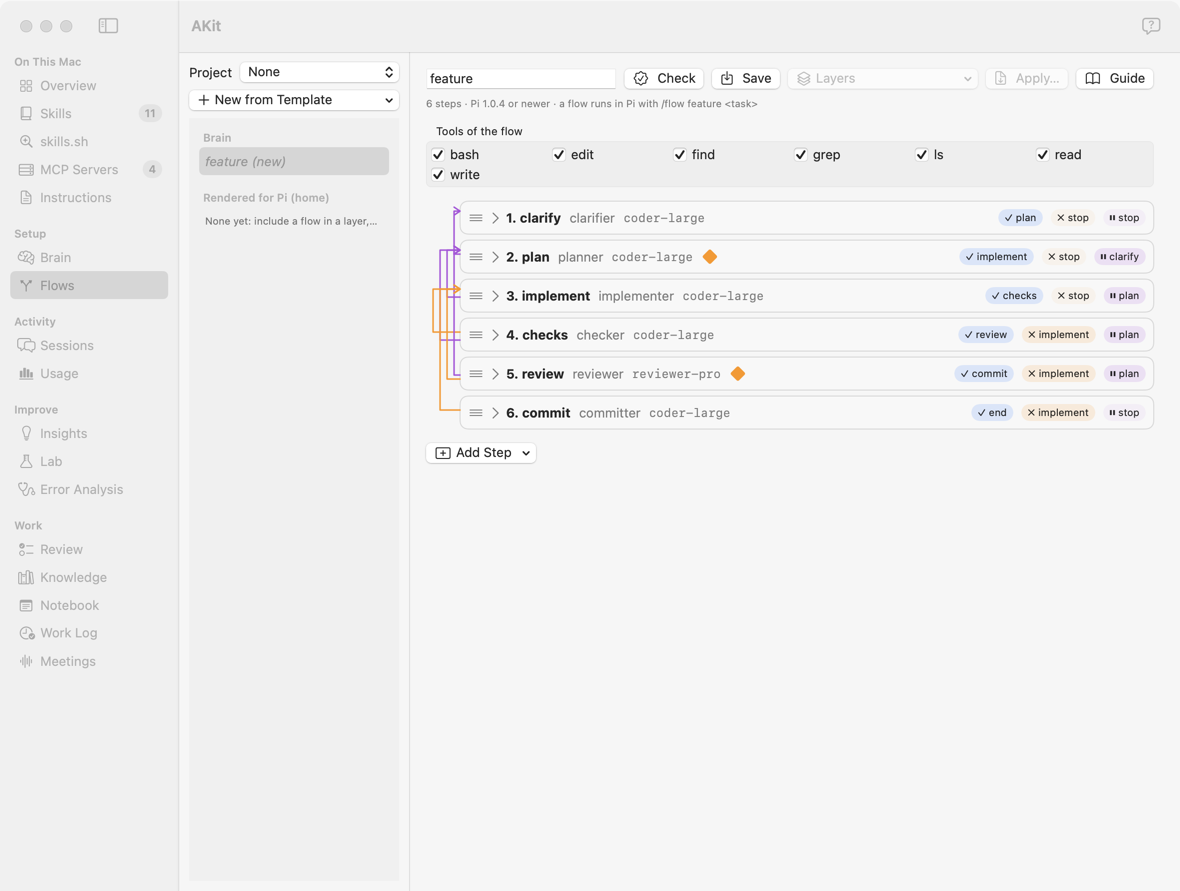 AKit
On This Mac
Overview
Skills 11
skills.sh
MCP Servers 4
Instructions
Setup
Brain
Flows
Activity
Sessions
Usage
Improve
Insights
Lab
Error Analysis
Work
Review
Knowledge
Notebook
Work Log
Meetings
Project None
New from Template
Brain
feature (new)
Rendered for Pi (home)
None yet: include a flow in a layer,...
feature Check Save Layers Apply... Guide
6 steps · Pi 1.0.4 or newer · a flow runs in Pi with /flow feature <task>
Tools of the flow
bash edit find grep ls read
write
1. clarify clarifier coder-large plan stop stop
2. plan planner coder-large implement stop clarify
3. implement implementer coder-large checks stop plan
4. checks checker coder-large review implement plan
5. review reviewer reviewer-pro commit implement plan
6. commit committer coder-large end implement stop
Add Step